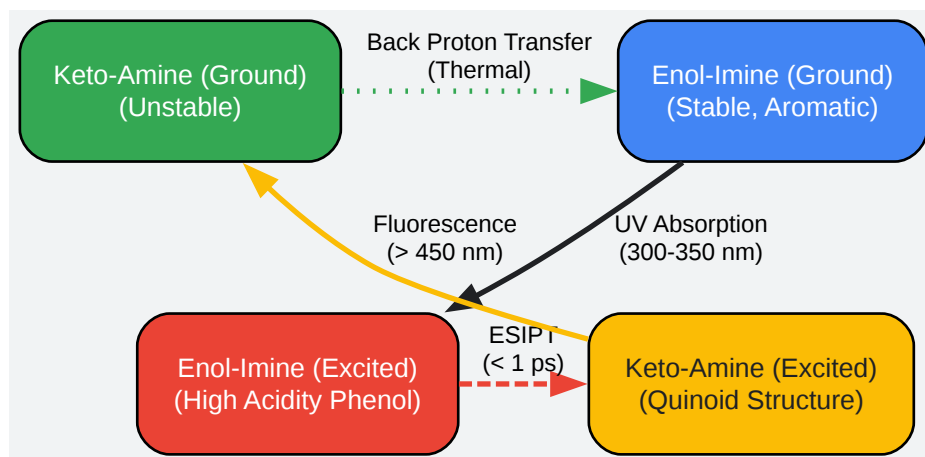 Keto-Amine (Ground)
(Unstable)
Back Proton Transfer
(Thermal)
Enol-Imine (Ground)
(Stable, Aromatic)
Fluorescence
(> 450 nm)
UV Absorption
(300-350 nm)
Enol-Imine (Excited)
(High Acidity Phenol)
ESIPT
(< 1 ps)
Keto-Amine (Excited)
(Quinoid Structure)